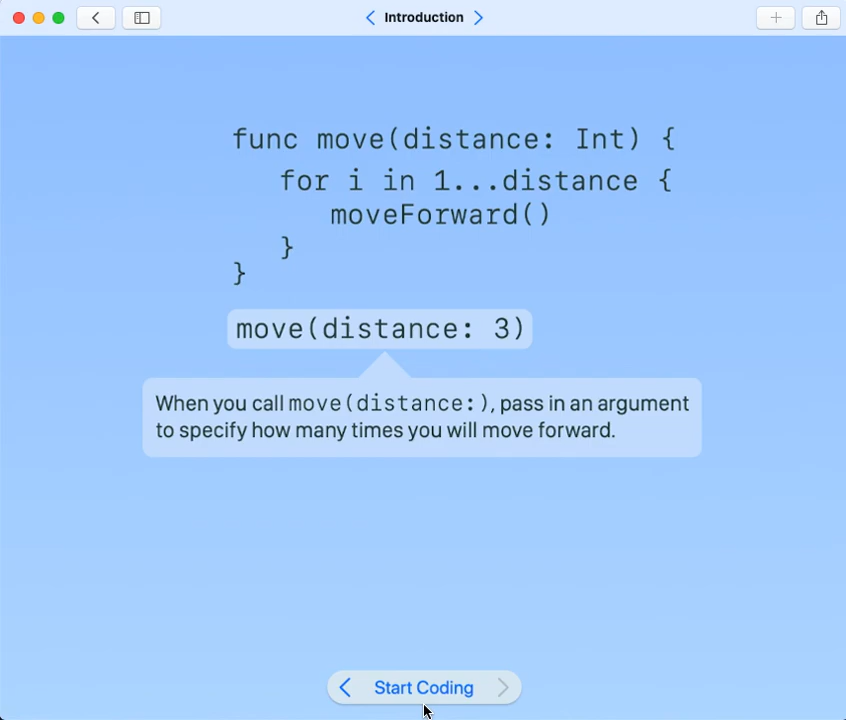 Introduction
func move(distance: Int) {
for i in 1...distance {
moveForward()
}
}
move(distance: 3)
When you call move(distance:), pass in an argument
to specify how many times you will move forward.
Start Coding